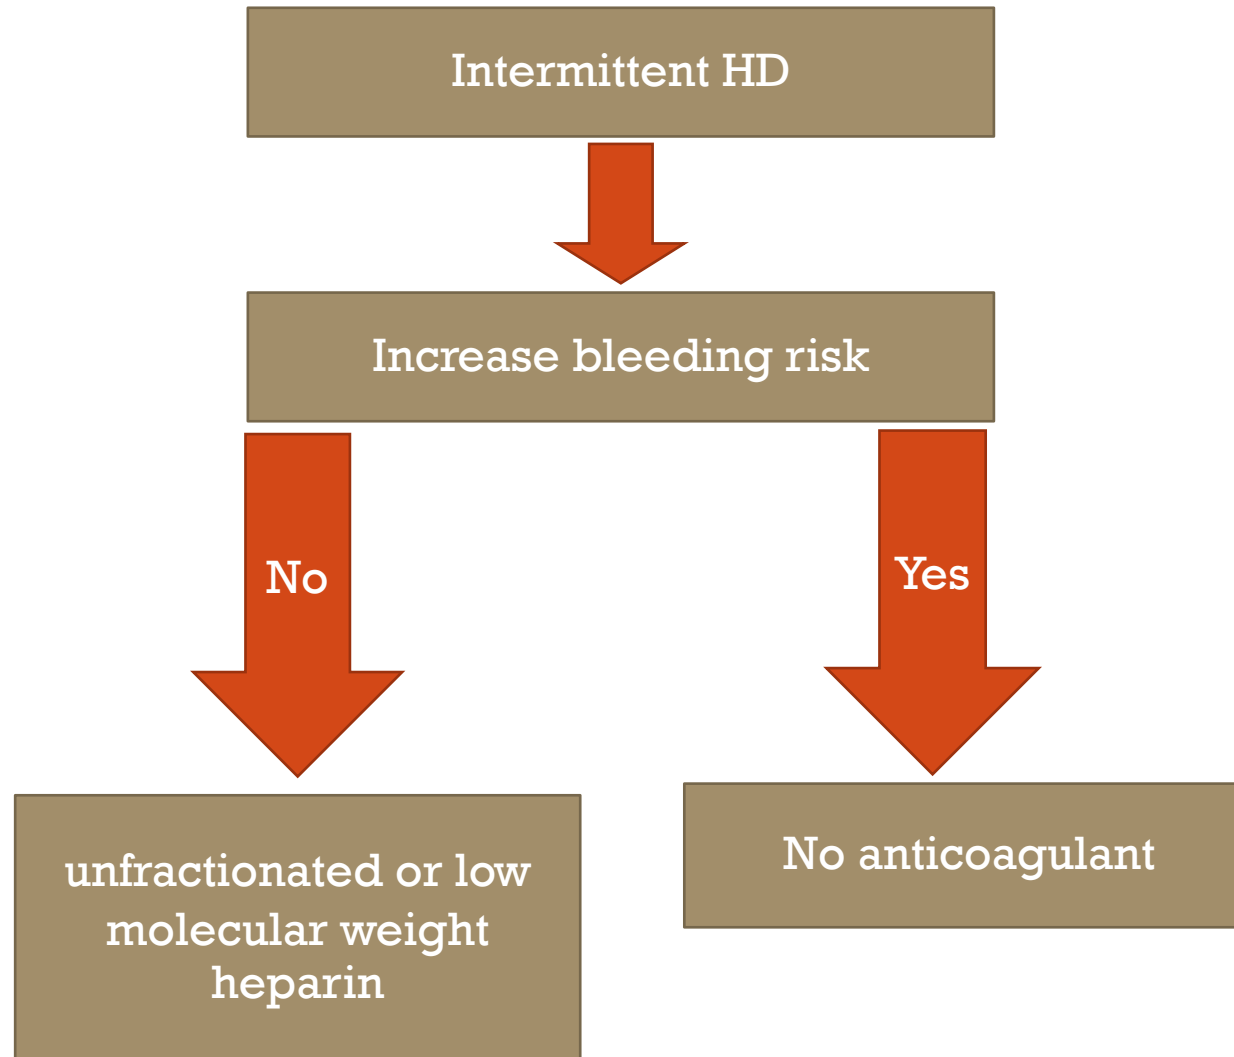 Intermittent HD
Increase bleeding risk
No
Yes
unfractionated or low
molecular weight
heparin
No anticoagulant